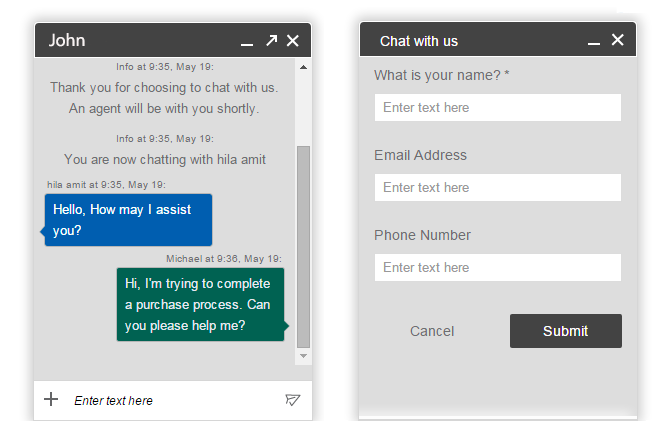 John
Info at 9:35, May 19:
Thank you for choosing to chat with us.
An agent will be with you shortly.
Info at 9:35, May 19:
You are now chatting with hila amit
hila amit at 9:35, May 19:
Hello, How may I assist
you?
Michael at 9:36, May 19:
Hi, I'm trying to complete
a purchase process. Can
you please help me?
Enter text here
Chat with us
What is your name? *
Enter text here
Email Address
Enter text here
Phone Number
Enter text here
Cancel
Submit